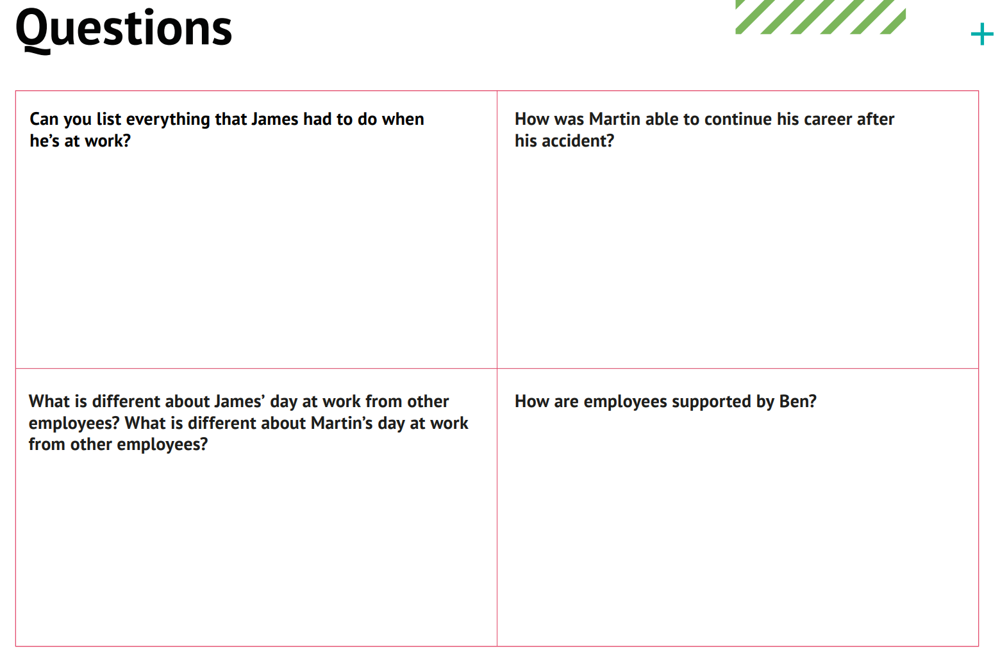 Questions
Can you list everything that James had to do when
he’s at work?
How was Martin able to continue his career after
his accident?
What is different about James’ day at work from other
employees? What is different about Martin’s day at work
from other employees?
How are employees supported by Ben?